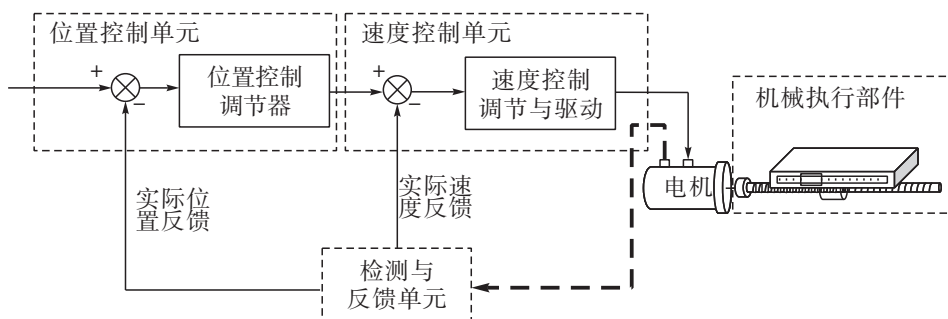 位置控制单元
速度控制单元
+
−
位置控制
调节器
+
−
速度控制
调节与驱动
机械执行部件
电机
实际位
置反馈
实际速
度反馈
检测与
反馈单元